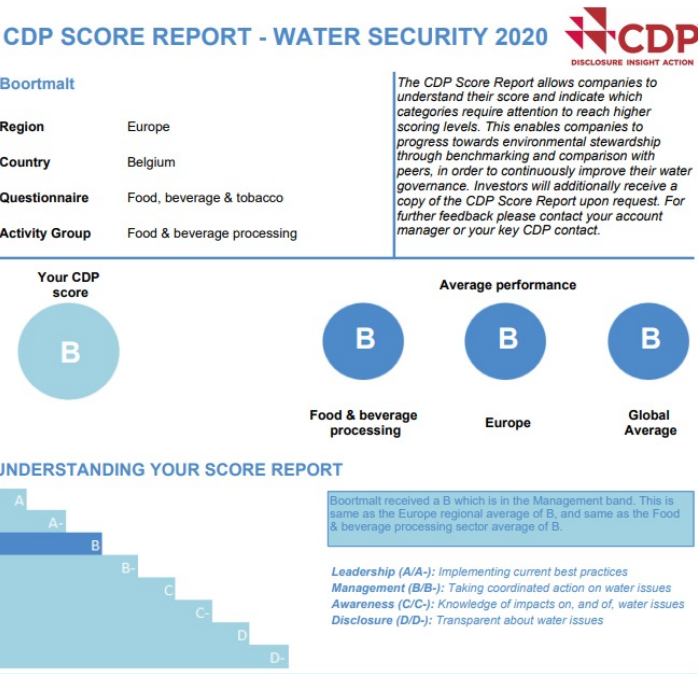 CDP SCORE REPORT - WATER SECURITY 2020
CDP
DISCLOSURE INSIGHT ACTION
Boortmalt
Region Europe
Country Belgium
Questionnaire Food, beverage & tobacco
Activity Group Food & beverage processing
The CDP Score Report allows companies to
understand their score and indicate which
categories require attention to reach higher
scoring levels. This enables companies to
progress towards environmental stewardship
through benchmarking and comparison with
peers, in order to continuously improve their water
governance. Investors will additionally receive a
copy of the CDP Score Report upon request. For
further feedback please contact your account
manager or your key CDP contact.
Your CDP
score
B
Average performance
B
B
B
Food & beverage
processing
Europe
Global
Average
UNDERSTANDING YOUR SCORE REPORT
A
A-
B
B-
C
C-
D
D-
Boortmalt received a B which is in the Management band. This is
same as the Europe regional average of B, and same as the Food
& beverage processing sector average of B.
Leadership (A/A-): Implementing current best practices
Management (B/B-): Taking coordinated action on water issues
Awareness (C/C-): Knowledge of impacts on, and of, water issues
Disclosure (D/D-): Transparent about water issues